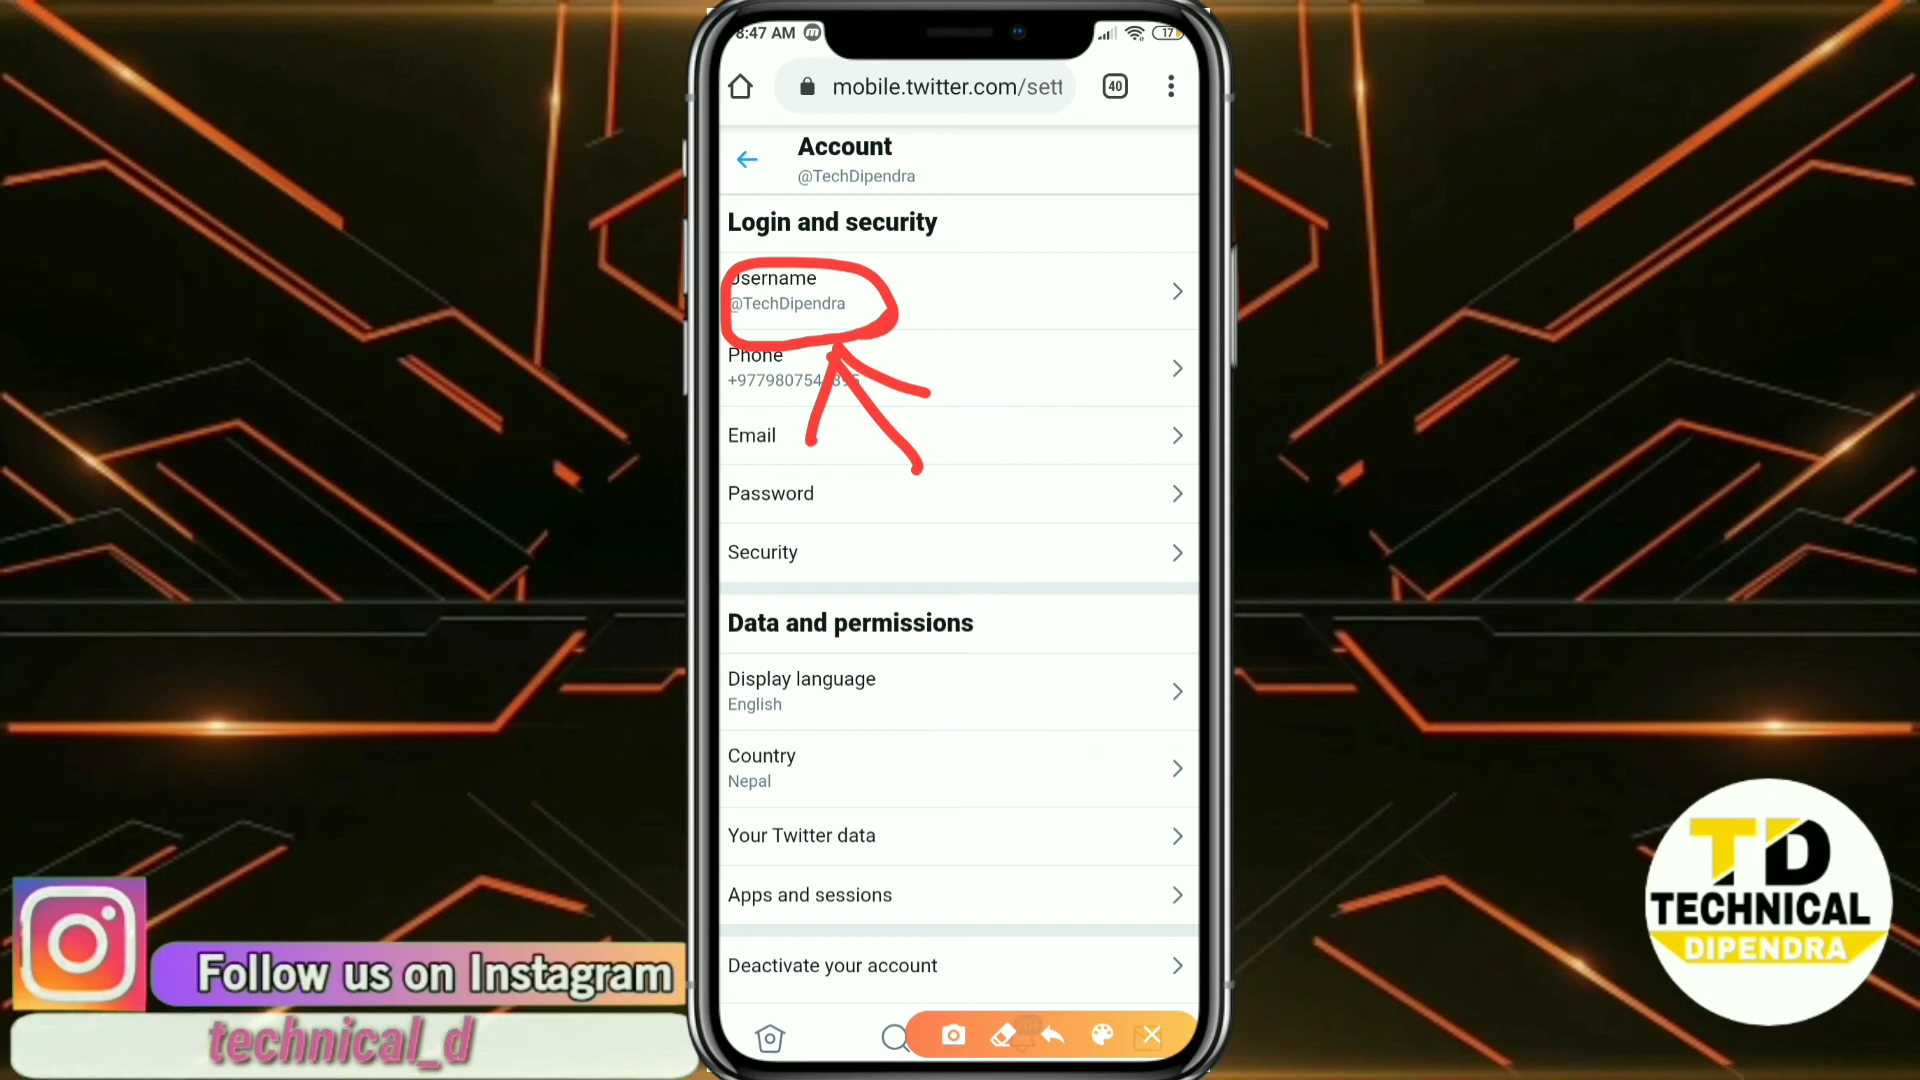 8:47 AM
17
mobile.twitter.com/sett
40
Account
@TechDipendra
Login and security
Username
@TechDipendra
Phone
Email
Password
Security
Data and permissions
Display language
English
Country
Nepal
Your Twitter data
Apps and sessions
Deactivate your account
Follow us on Instagram
technical_d
TD
TECHNICAL
DIPENDRA